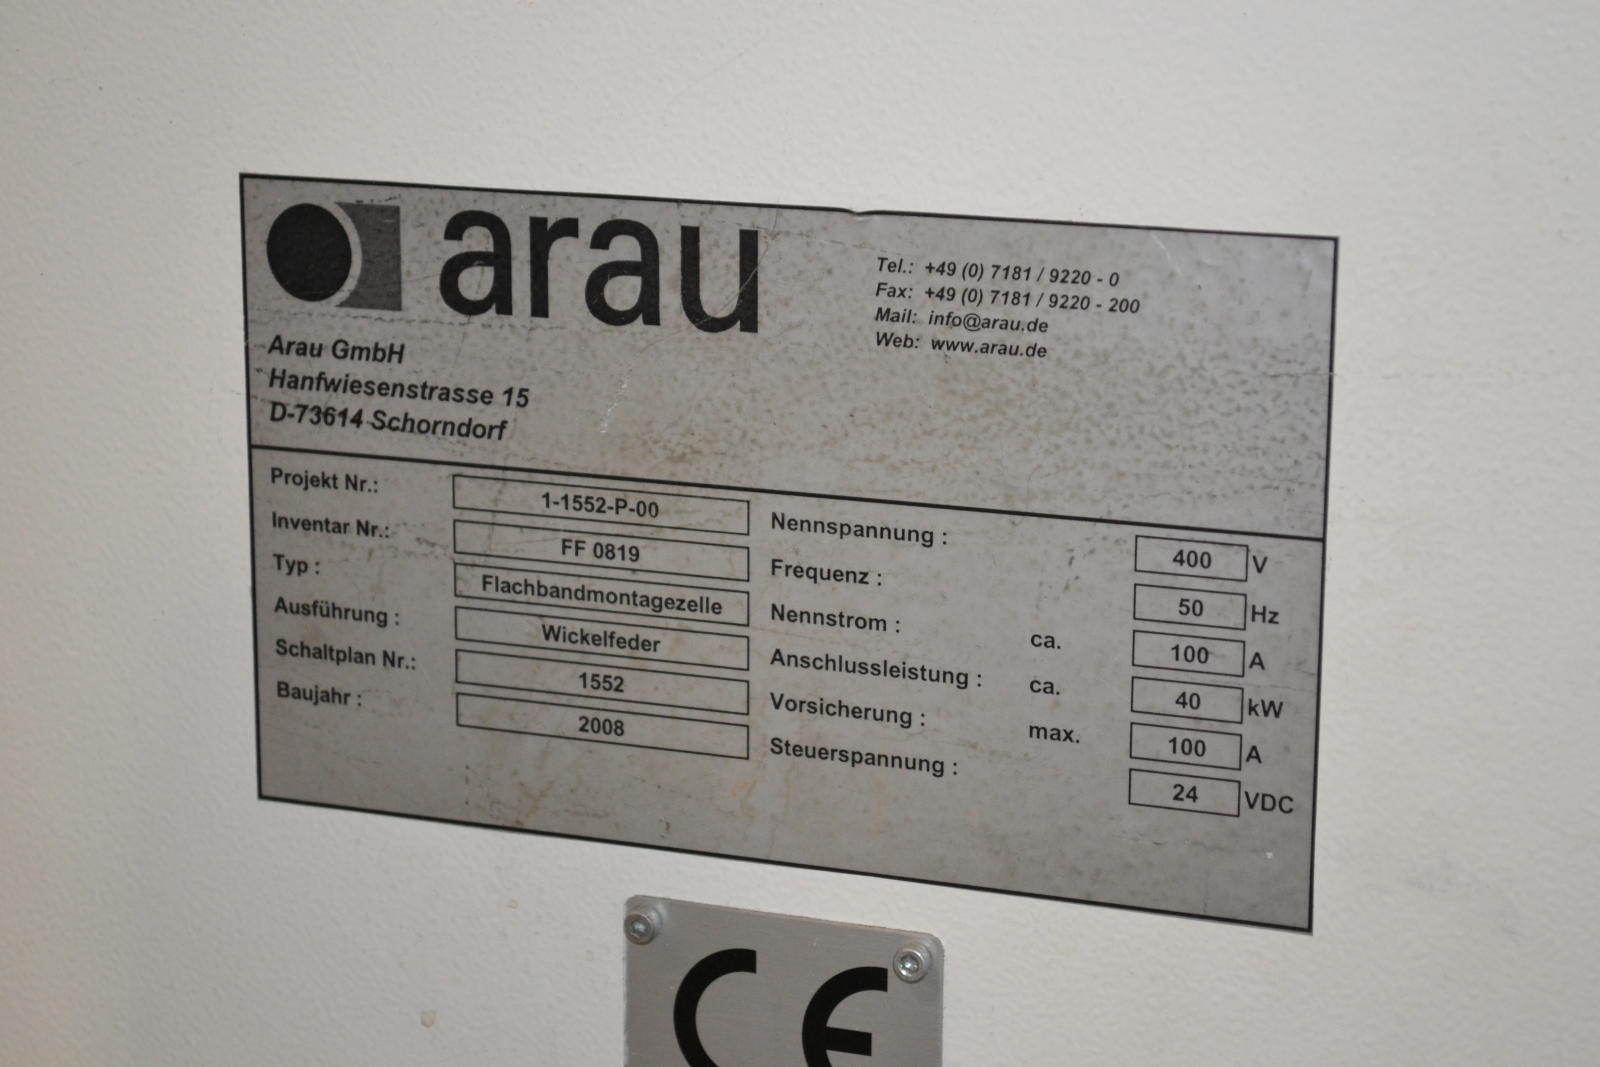 arau
Tel.: +49 (0) 7181 / 9220 - 0
Fax: +49 (0) 7181 / 9220 - 200
Mail: info@arau.de
Web: www.arau.de
Arau GmbH
Hanfwiesenstrasse 15
D-73614 Schorndorf
Projekt Nr.: 1-1552-P-00
Inventar Nr.: FF 0819
Typ : Flachbandmontagezelle
Ausführung : Wickelfeder
Schaltplan Nr.: 1552
Baujahr : 2008
Nennspannung : 400 V
Frequenz : 50 Hz
Nennstrom : ca. 100 A
Anschlussleistung : ca. 40 kW
Vorsicherung : max. 100 A
Steuerspannung : 24 VDC
CE